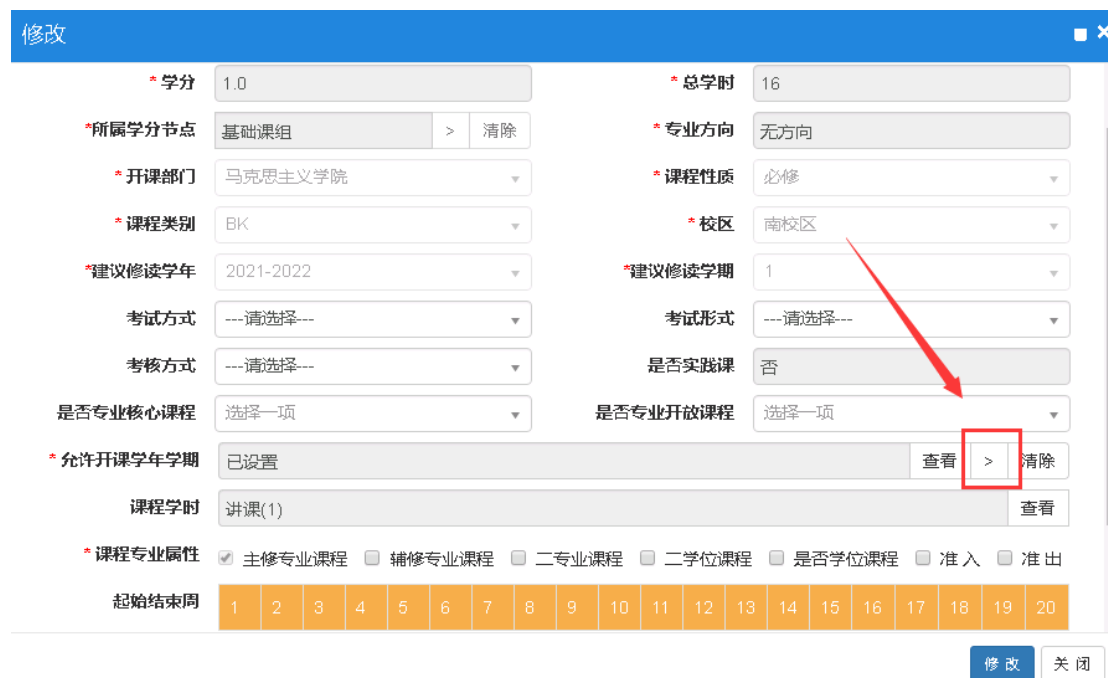 修改
* 学分 1.0 * 总学时 16
*所属学分节点 基础课组 > 清除 * 专业方向 无方向
* 开课部门 马克思主义学院 * 课程性质 必修
* 课程类别 BK * 校区 南校区
*建议修读学年 2021-2022 *建议修读学期 1
考试方式 ---请选择--- 考试形式 ---请选择---
考核方式 ---请选择--- 是否实践课 否
是否专业核心课程 选择一项 是否专业开放课程 选择一项
* 允许开课学年学期 已设置 查看 > 清除
课程学时 讲课(1) 查看
* 课程专业属性 主修专业课程 辅修专业课程 二专业课程 二学位课程 是否学位课程 准入 准出
起始结束周 1 2 3 4 5 6 7 8 9 10 11 12 13 14 15 16 17 18 19 20
修改 关闭